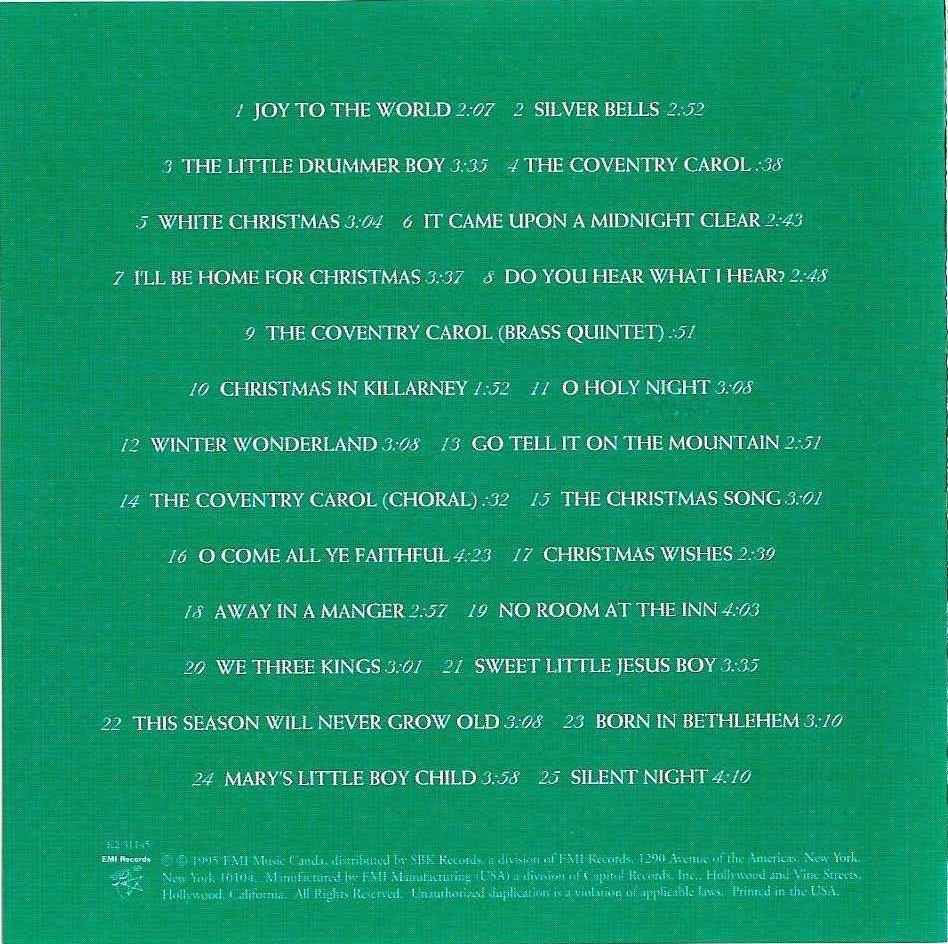 1 JOY TO THE WORLD 2:07 2 SILVER BELLS 2:52
3 THE LITTLE DRUMMER BOY 3:35 4 THE COVENTRY CAROL :38
5 WHITE CHRISTMAS 3:04 6 IT CAME UPON A MIDNIGHT CLEAR 2:43
7 I'LL BE HOME FOR CHRISTMAS 3:37 8 DO YOU HEAR WHAT I HEAR? 2:48
9 THE COVENTRY CAROL (BRASS QUINTET) :51
10 CHRISTMAS IN KILLARNEY 1:52 11 O HOLY NIGHT 3:08
12 WINTER WONDERLAND 3:08 13 GO TELL IT ON THE MOUNTAIN 2:51
14 THE COVENTRY CAROL (CHORAL) :32 15 THE CHRISTMAS SONG 3:01
16 O COME ALL YE FAITHFUL 4:23 17 CHRISTMAS WISHES 2:39
18 AWAY IN A MANGER 2:57 19 NO ROOM AT THE INN 4:03
20 WE THREE KINGS 3:01 21 SWEET LITTLE JESUS BOY 3:35
22 THIS SEASON WILL NEVER GROW OLD 3:08 23 BORN IN BETHLEHEM 3:10
24 MARY'S LITTLE BOY CHILD 3:58 25 SILENT NIGHT 4:10
EMI Records
℗ © 1995 EMI Music Canda, distributed by SBK Records, a division of EMI Records, 1290 Avenue of the Americas, New York,
New York 10104. Manufactured by EMI Manufacturing (USA) a division of Capitol Records, Inc., Hollywood and Vine Streets,
Hollywood, California. All Rights Reserved. Unauthorized duplication is a violation of applicable laws. Printed in the USA.